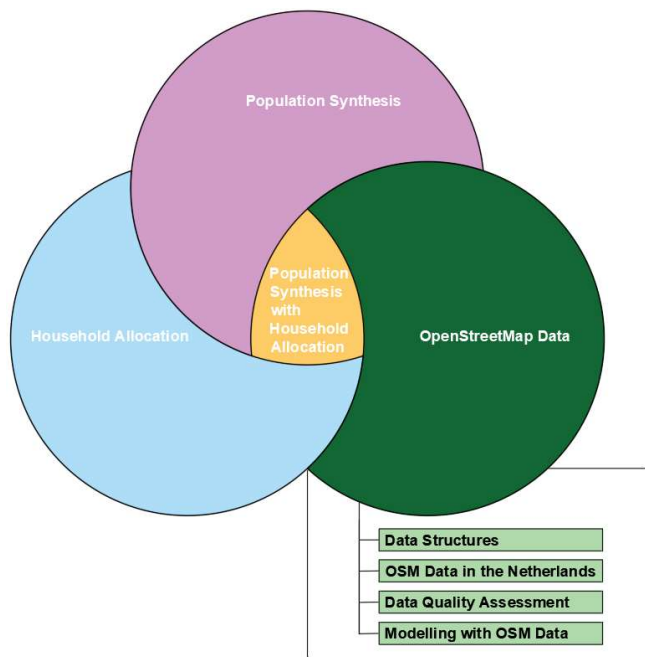 Population Synthesis
Population
Synthesis
with
Household
Allocation
Household Allocation
OpenStreetMap Data
Data Structures
OSM Data in the Netherlands
Data Quality Assessment
Modelling with OSM Data